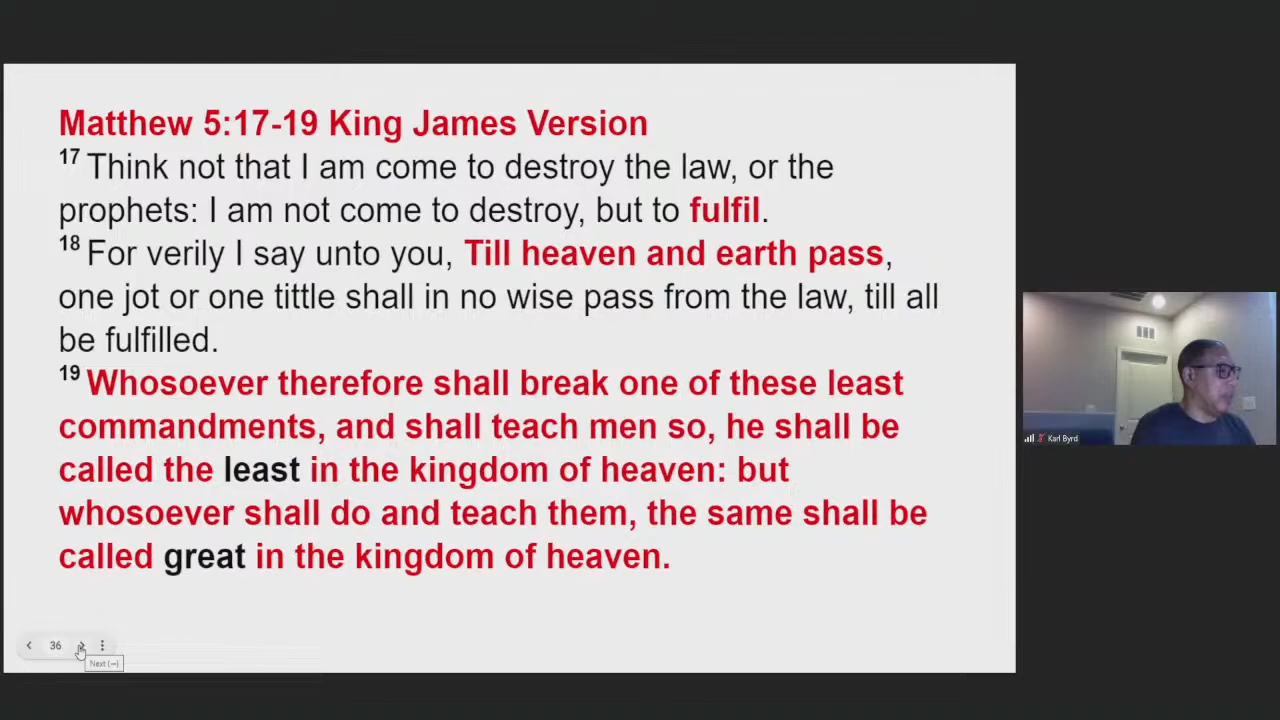 Matthew 5:17-19 King James Version
17 Think not that I am come to destroy the law, or the
prophets: I am not come to destroy, but to fulfil.
18 For verily I say unto you, Till heaven and earth pass,
one jot or one tittle shall in no wise pass from the law, till all
be fulfilled.
19 Whosoever therefore shall break one of these least
commandments, and shall teach men so, he shall be
called the least in the kingdom of heaven: but
whosoever shall do and teach them, the same shall be
called great in the kingdom of heaven.
36
Next (→)
Karl Byrd